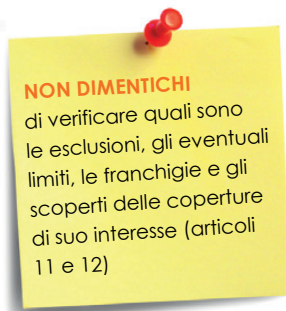 NON DIMENTICHI
di verificare quali sono
le esclusioni, gli eventuali
limiti, le franchigie e gli
scoperti delle coperture
di suo interesse (articoli
11 e 12)